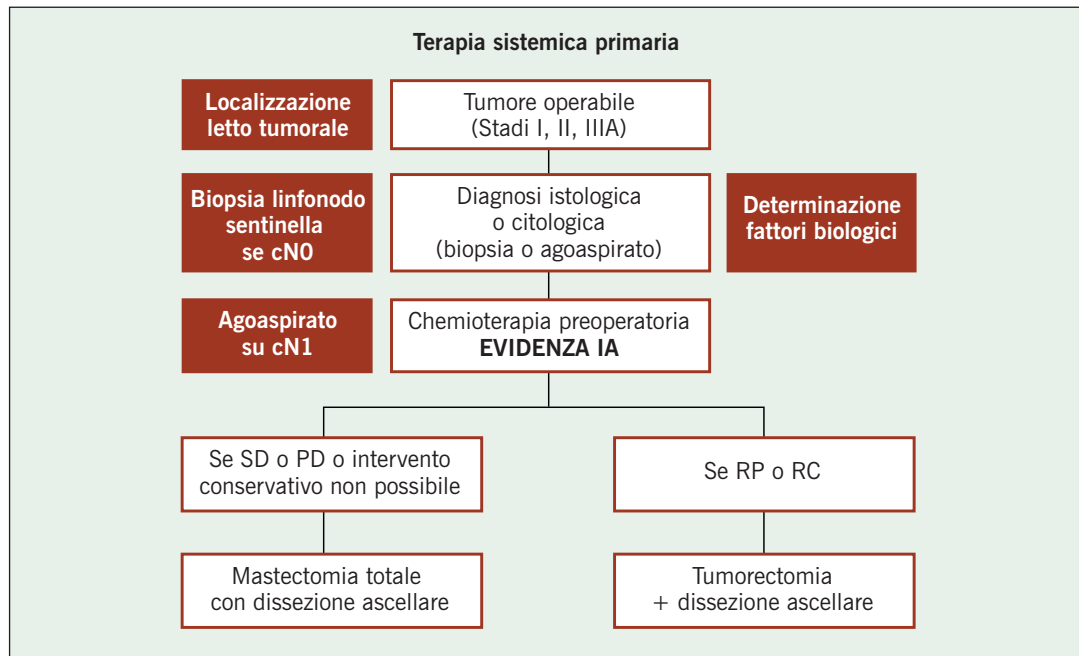 Terapia sistemica primaria
Localizzazione
letto tumorale
Tumore operabile
(Stadi I, II, IIIA)
Biopsia linfonodo
sentinella
se cN0
Diagnosi istologica
o citologica
(biopsia o agoaspirato)
Determinazione
fattori biologici
Agoaspirato
su cN1
Chemioterapia preoperatoria
EVIDENZA IA
Se SD o PD o intervento
conservativo non possibile
Se RP o RC
Mastectomia totale
con dissezione ascellare
Tumorectomia
+ dissezione ascellare